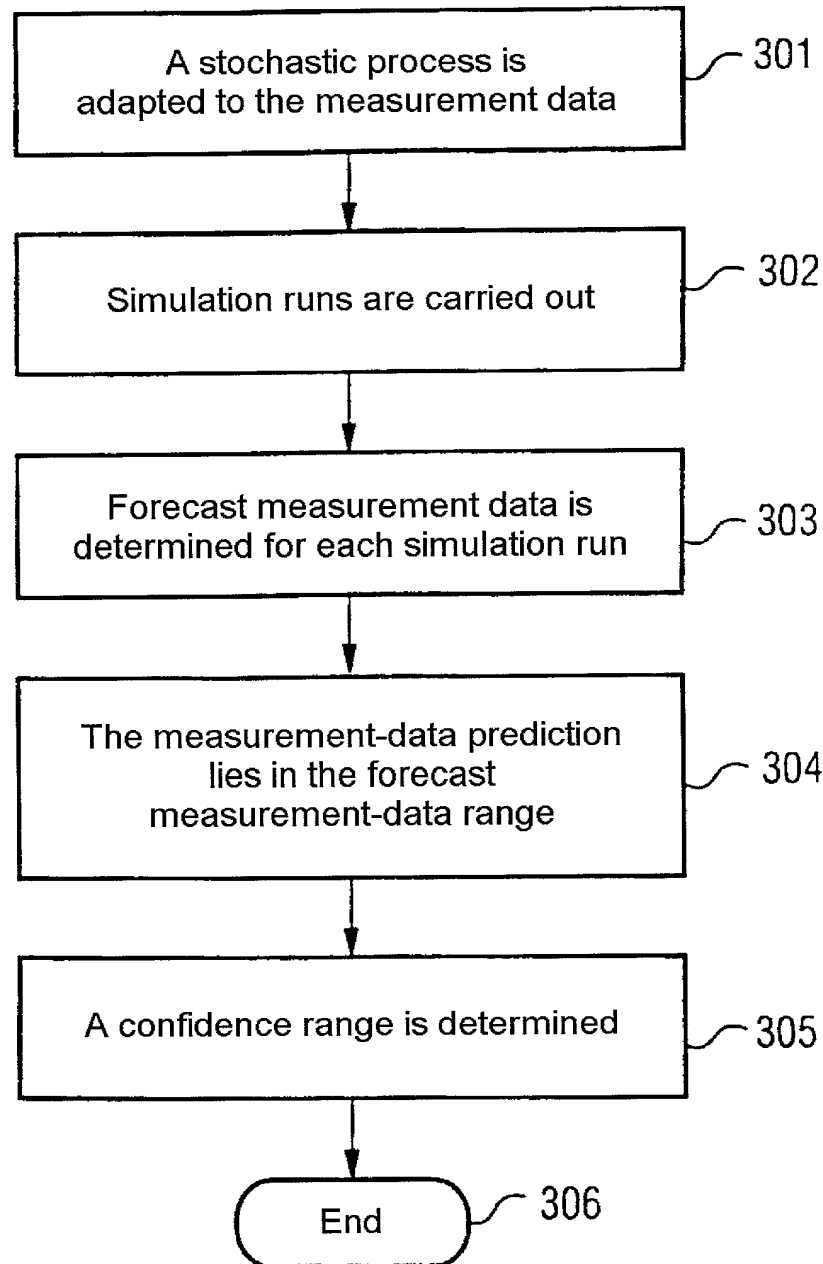 A stochastic process is
adapted to the measurement data
301
Simulation runs are carried out
302
Forecast measurement data is
determined for each simulation run
303
The measurement-data prediction
lies in the forecast
measurement-data range
304
A confidence range is determined
305
End
306